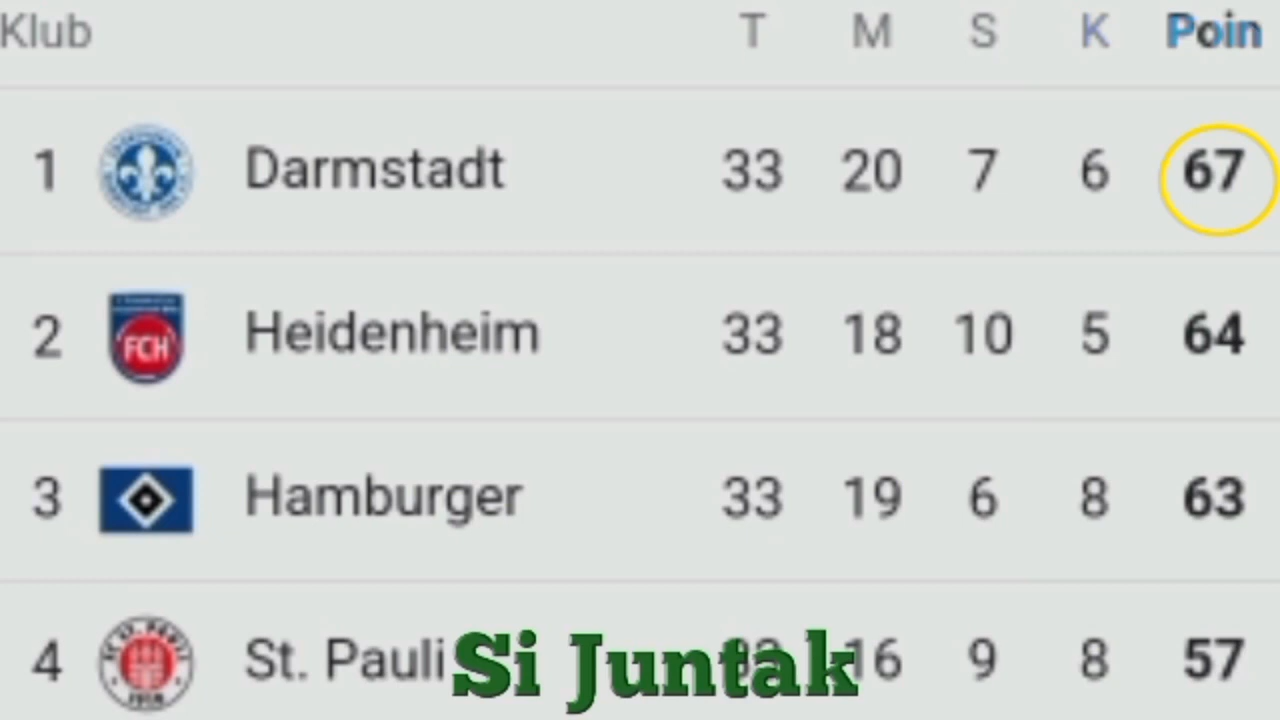 Klub T M S K Poin
1 Darmstadt 33 20 7 6 67
2 FCH Heidenheim 33 18 10 5 64
3 Hamburger 33 19 6 8 63
4 St. Pauli 16 9 8 57
Si Juntak